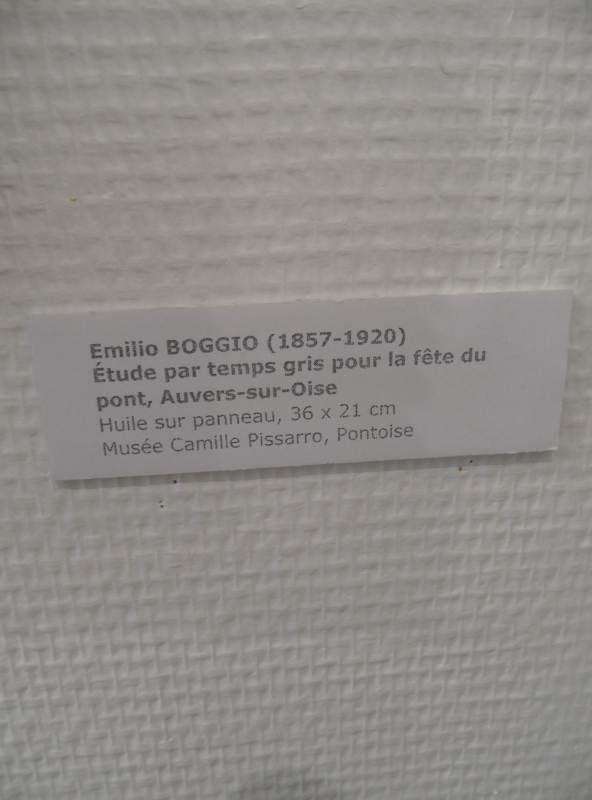 Emilio BOGGIO (1857-1920)
Étude par temps gris pour la fête du
pont, Auvers-sur-Oise
Huile sur panneau, 36 x 21 cm
Musée Camille Pissarro, Pontoise